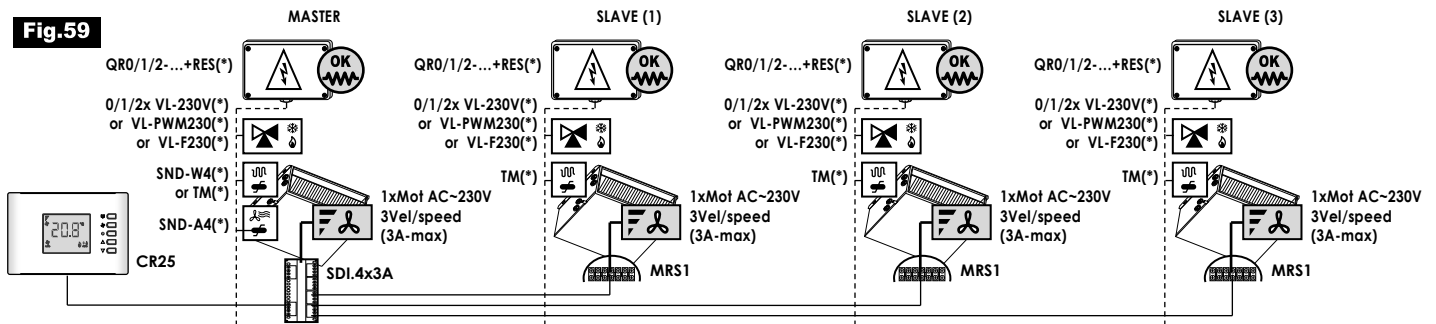 Fig.59
MASTER
QR0/1/2-...+RES(*)
OK
0/1/2x VL-230V(*)
or VL-PWM230(*)
or VL-F230(*)
SND-W4(*)
or TM(*)
SND-A4(*)
1xMot AC~230V
3Vel/speed
(3A-max)
20.8°
CR25
SDI.4x3A
SLAVE (1)
QR0/1/2-...+RES(*)
OK
0/1/2x VL-230V(*)
or VL-PWM230(*)
or VL-F230(*)
TM(*)
1xMot AC~230V
3Vel/speed
(3A-max)
MRS1
SLAVE (2)
QR0/1/2-...+RES(*)
OK
0/1/2x VL-230V(*)
or VL-PWM230(*)
or VL-F230(*)
TM(*)
1xMot AC~230V
3Vel/speed
(3A-max)
MRS1
SLAVE (3)
QR0/1/2-...+RES(*)
OK
0/1/2x VL-230V(*)
or VL-PWM230(*)
or VL-F230(*)
TM(*)
1xMot AC~230V
3Vel/speed
(3A-max)
MRS1